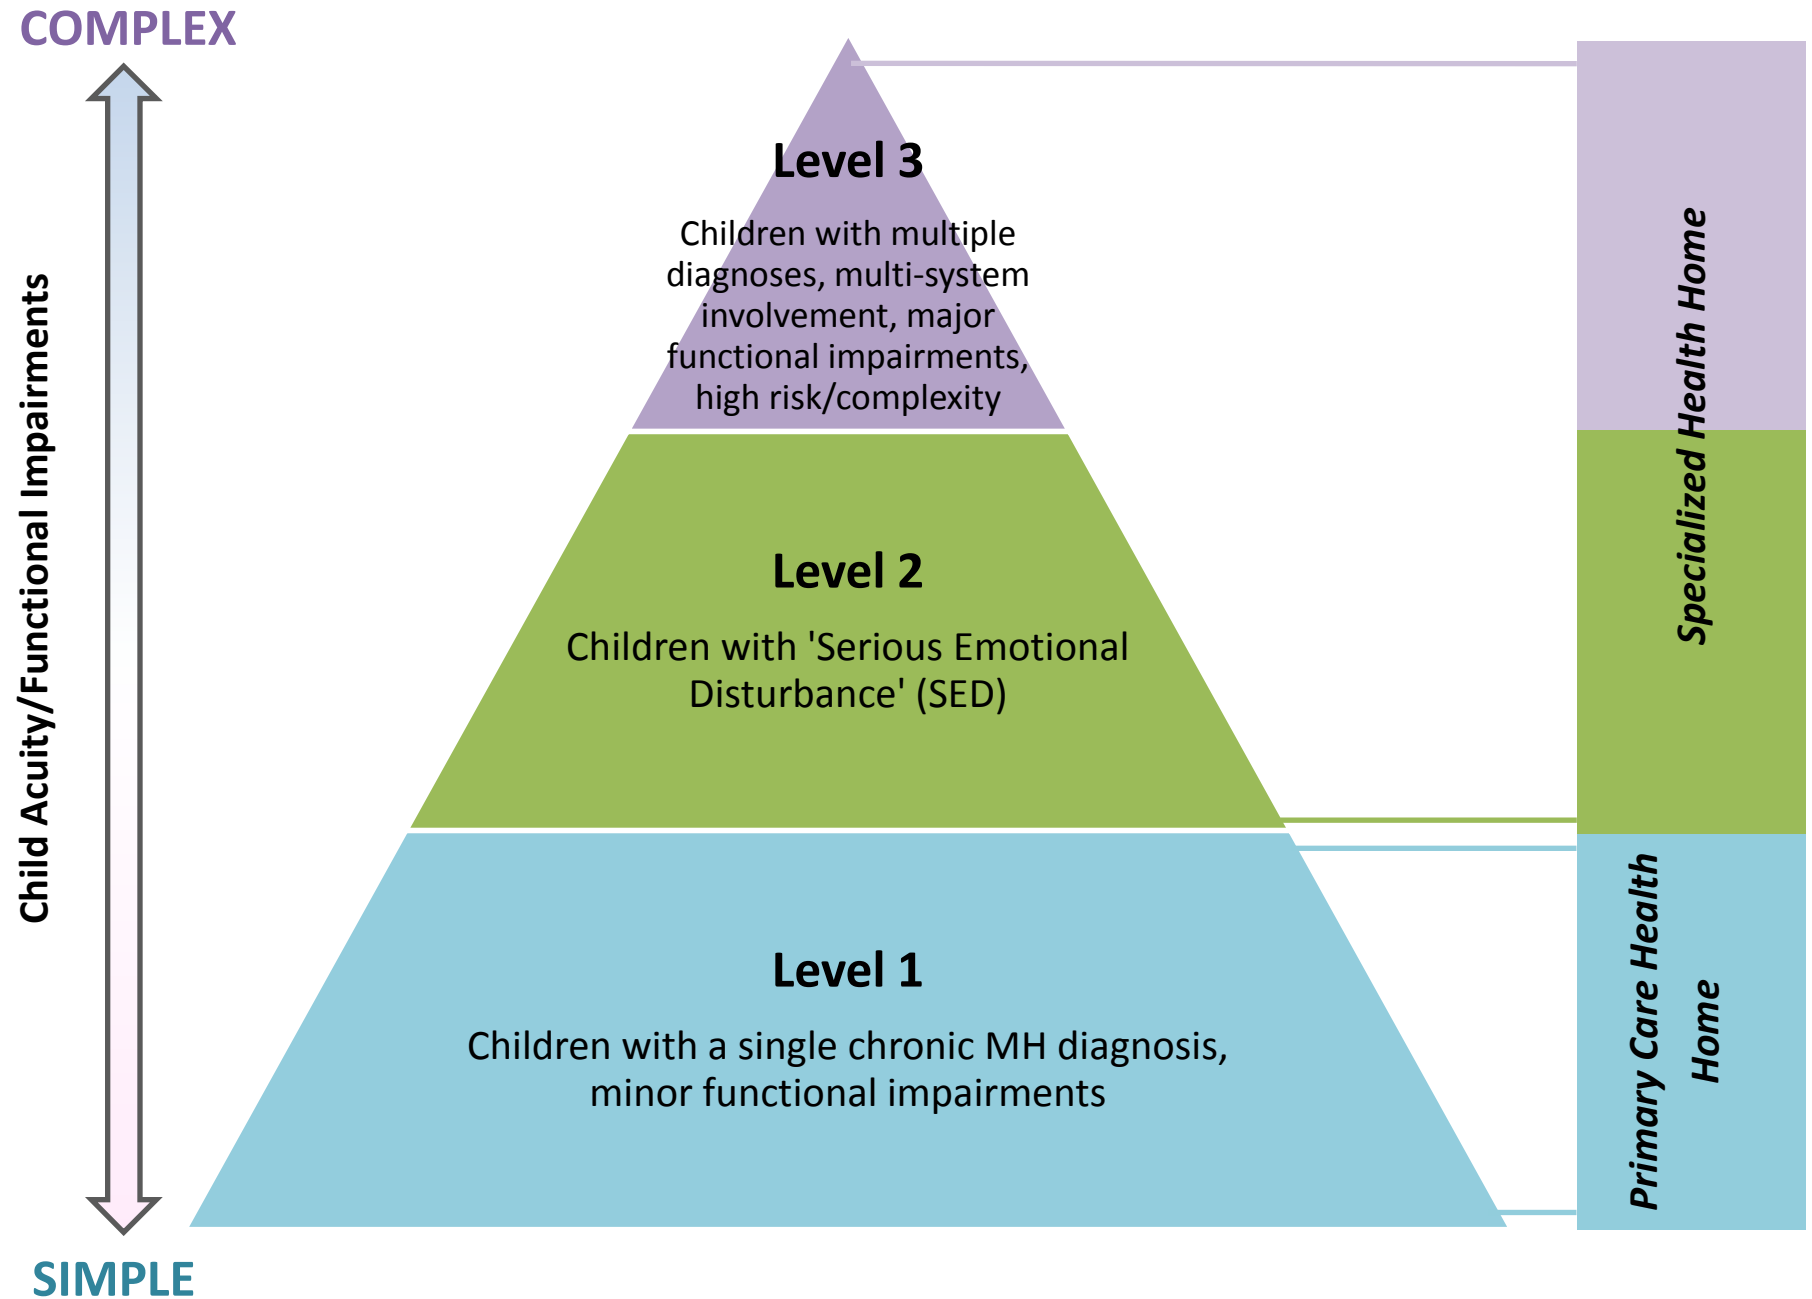 COMPLEX
Child Acuity/Functional Impairments
SIMPLE
Level 3
Children with multiple
diagnoses, multi-system
involvement, major
functional impairments,
high risk/complexity
Level 2
Children with 'Serious Emotional
Disturbance' (SED)
Level 1
Children with a single chronic MH diagnosis,
minor functional impairments
Specialized Health Home
Primary Care Health
Home